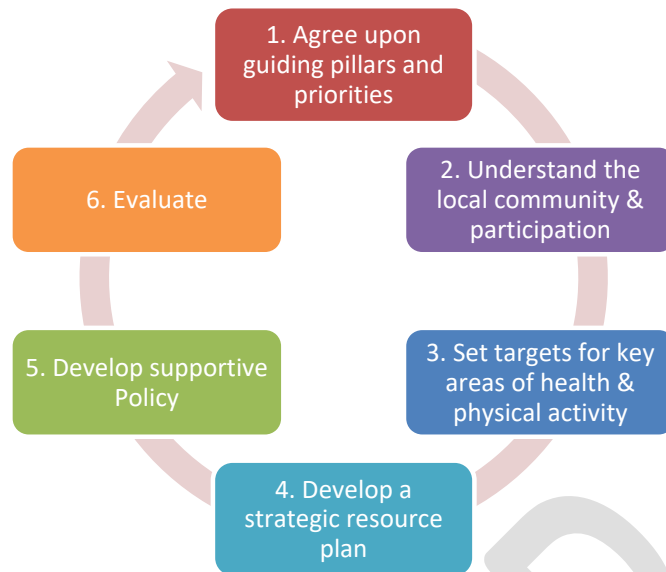 1. Agree upon
guiding pillars and
priorities
2. Understand the
local community &
participation
3. Set targets for key
areas of health &
physical activity
4. Develop a
strategic resource
plan
5. Develop supportive
Policy
6. Evaluate